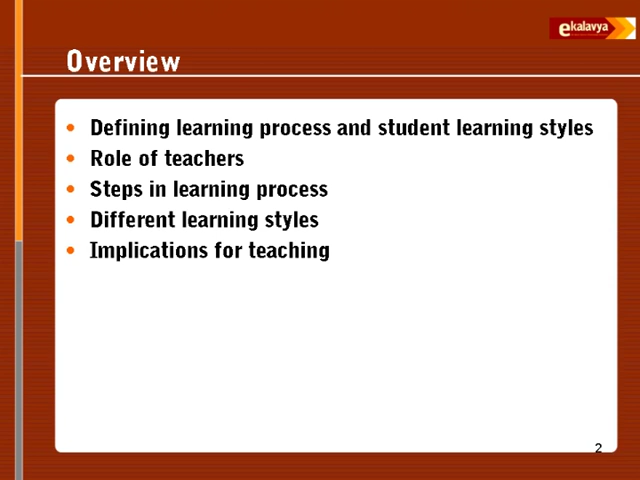 ekalavya
Overview
• Defining learning process and student learning styles
• Role of teachers
• Steps in learning process
• Different learning styles
• Implications for teaching
2